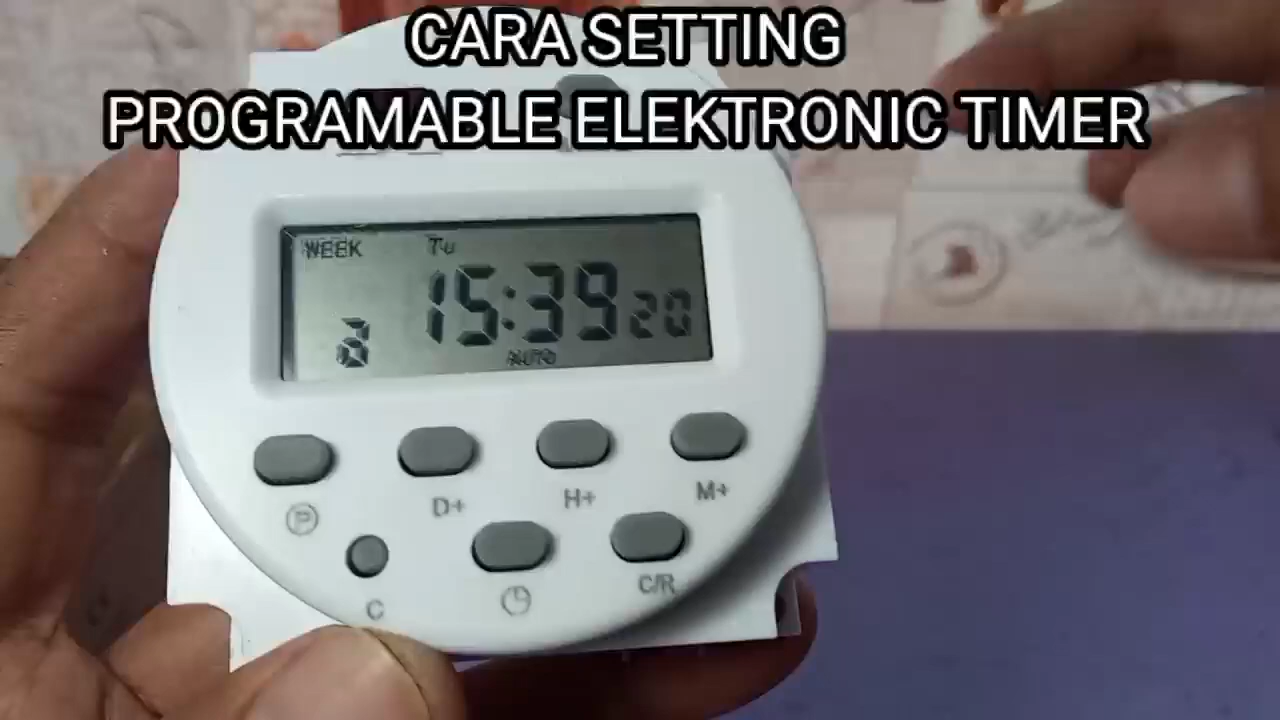 CARA SETTING
PROGRAMABLE ELEKTRONIC TIMER
WEEK Tu
15:39 20
AUTO
P D+ H+ M+
C C/R